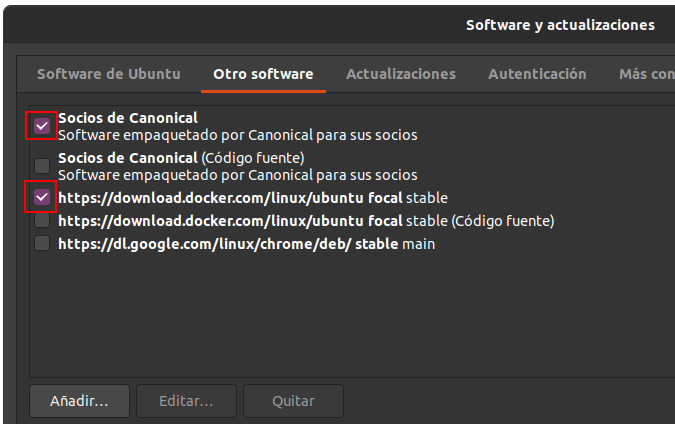 Software y actualizaciones
Software de Ubuntu Otro software Actualizaciones Autenticación Más con
Socios de Canonical
Software empaquetado por Canonical para sus socios
Socios de Canonical (Código fuente)
Software empaquetado por Canonical para sus socios
https://download.docker.com/linux/ubuntu focal stable
https://download.docker.com/linux/ubuntu focal stable (Código fuente)
https://dl.google.com/linux/chrome/deb/ stable main
Añadir... Editar... Quitar